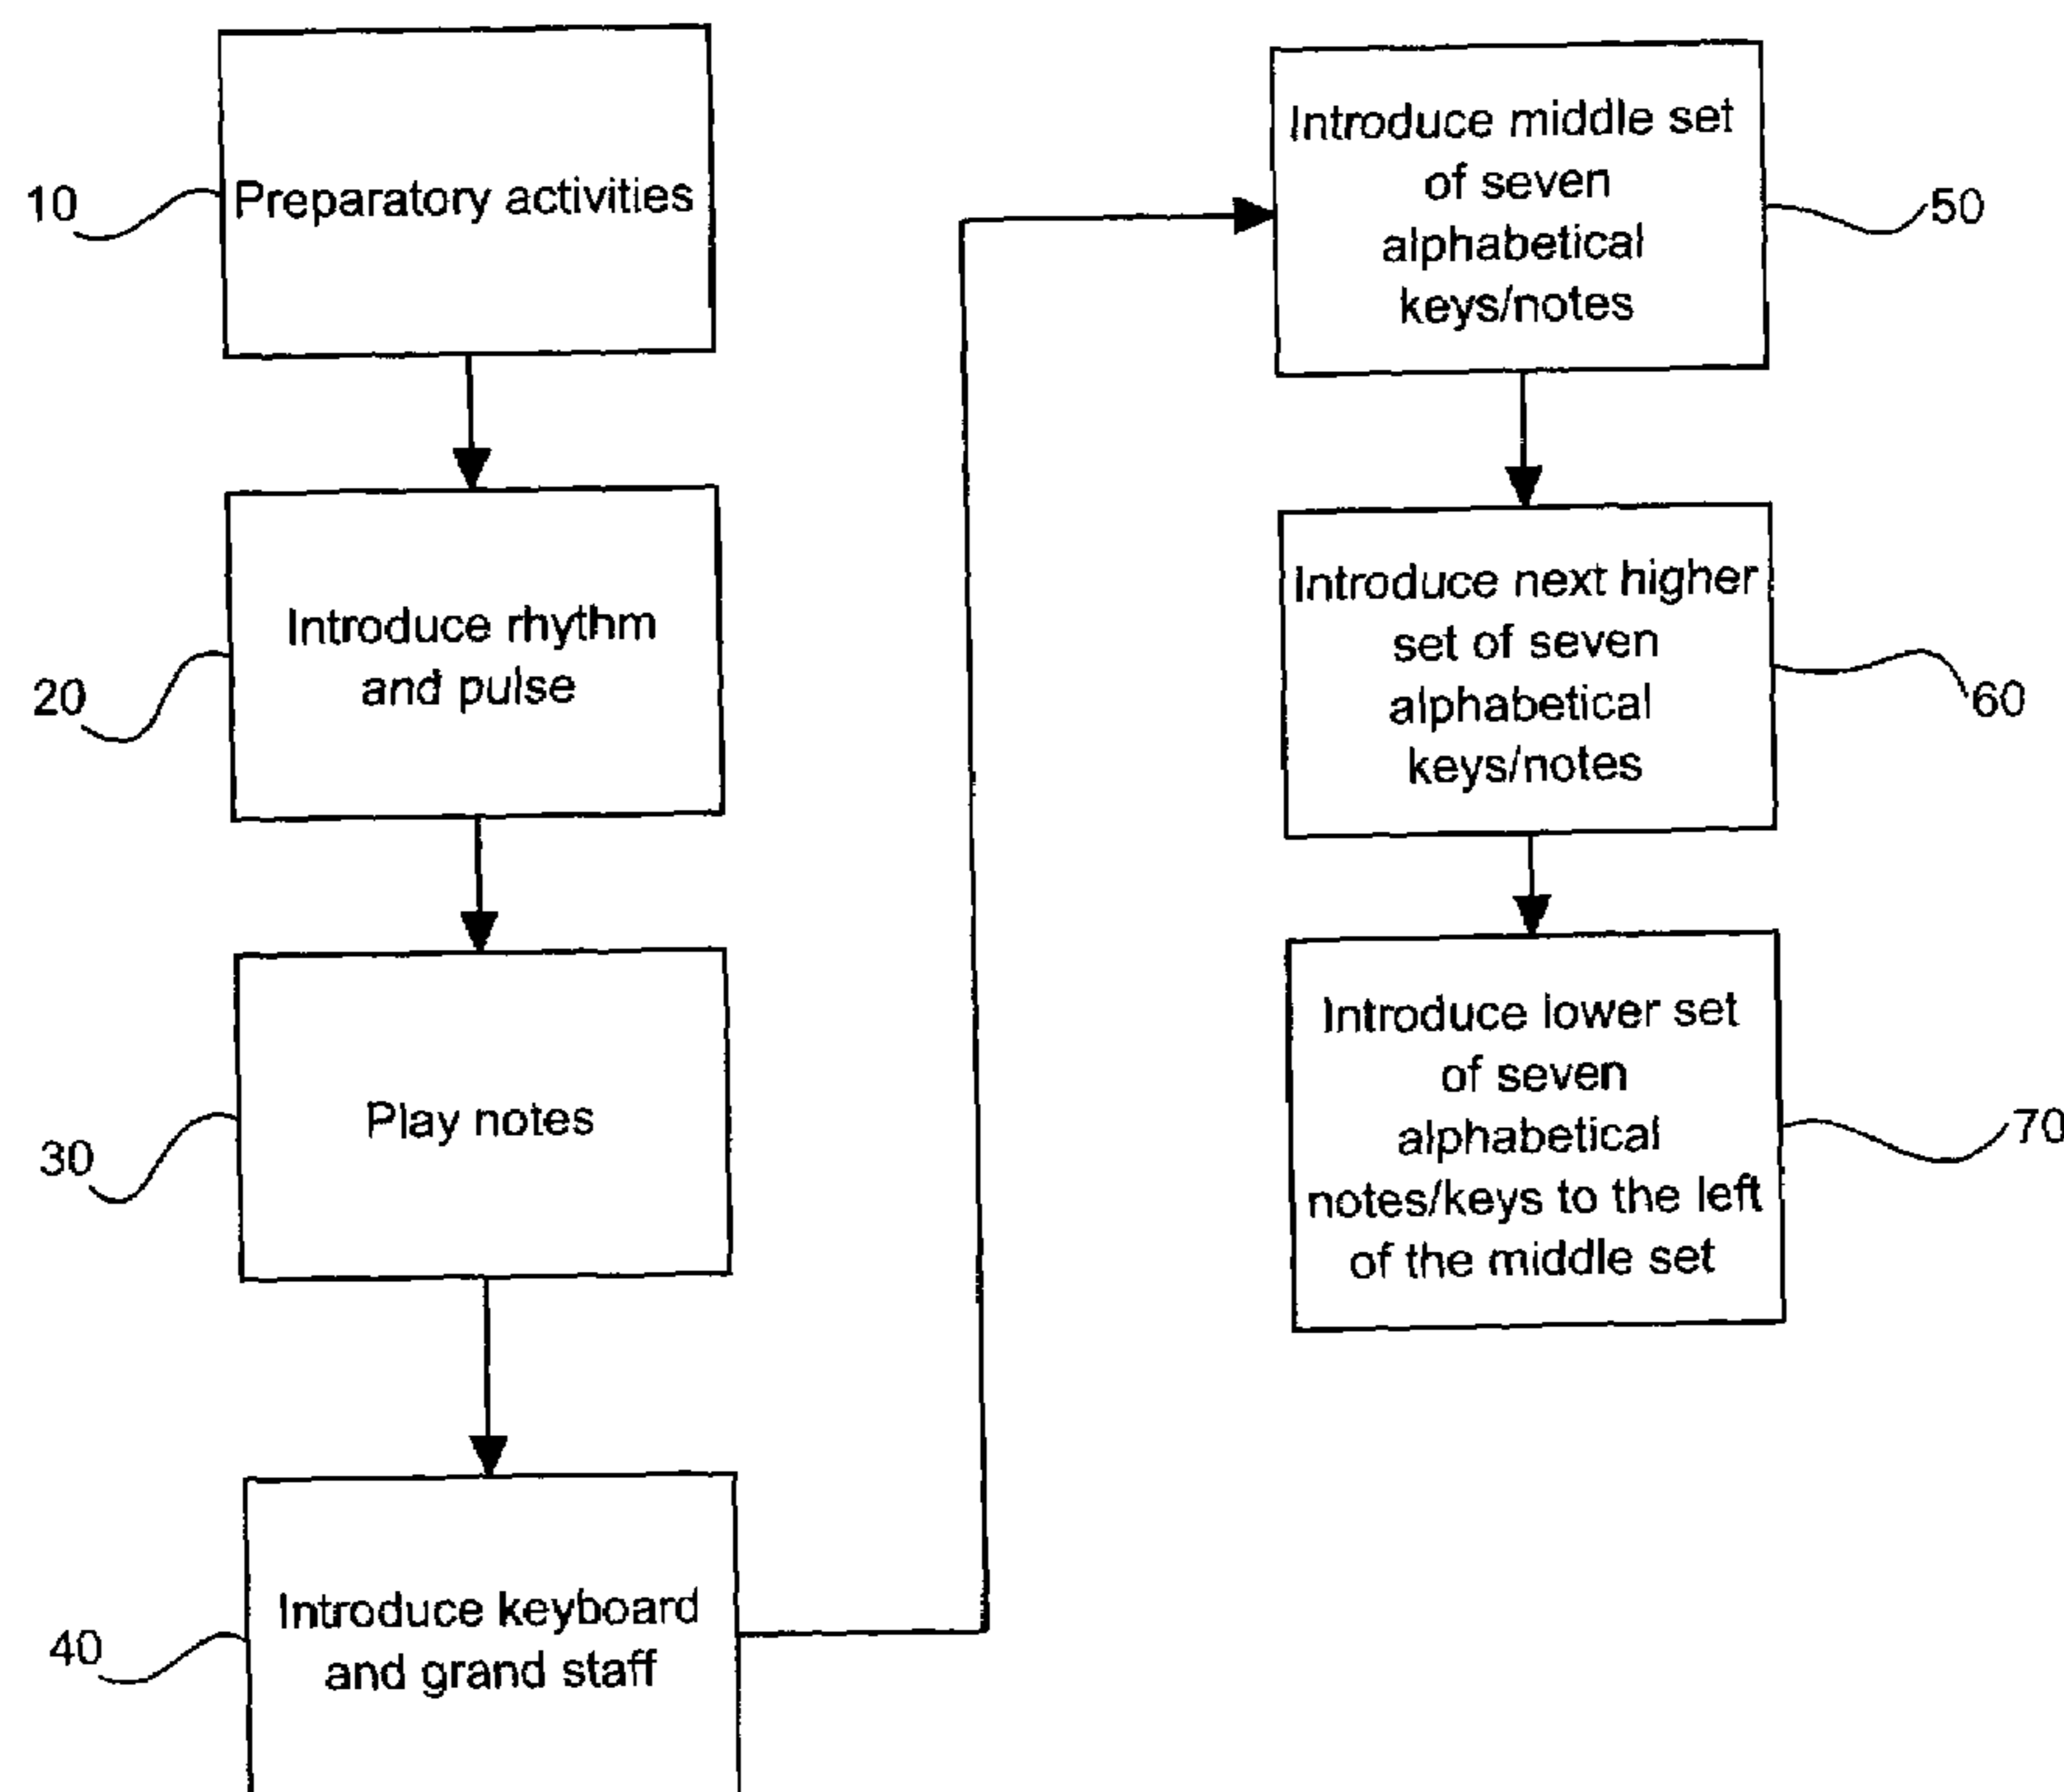 10
Preparatory activities
20
Introduce rhythm
and pulse
30
Play notes
40
Introduce keyboard
and grand staff
Introduce middle set
of seven
alphabetical
keys/notes
50
Introduce next higher
set of seven
alphabetical
keys/notes
60
Introduce lower set
of seven
alphabetical
notes/keys to the left
of the middle set
70